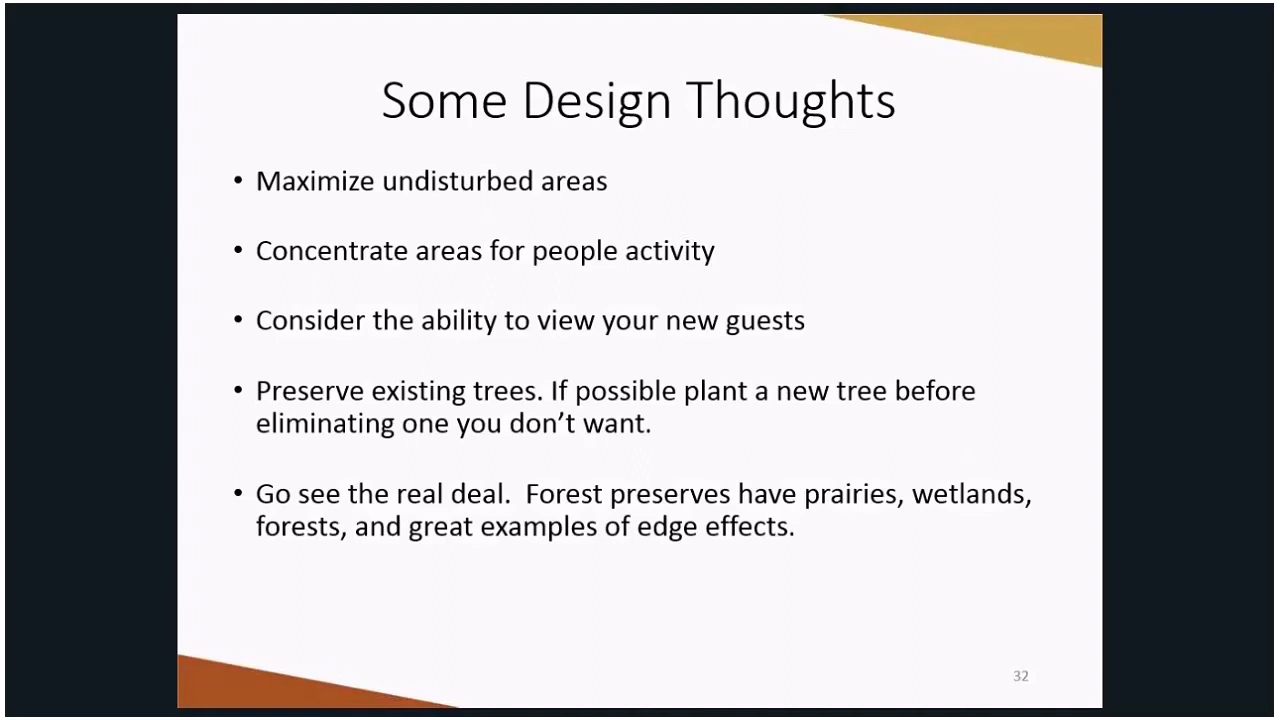 Some Design Thoughts
• Maximize undisturbed areas
• Concentrate areas for people activity
• Consider the ability to view your new guests
• Preserve existing trees. If possible plant a new tree before
eliminating one you don’t want.
• Go see the real deal.  Forest preserves have prairies, wetlands,
forests, and great examples of edge effects.
32